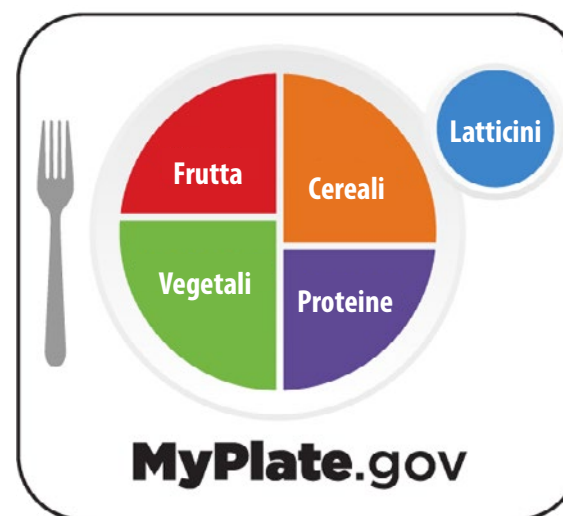 Frutta
Cereali
Latticini
Vegetali
Proteine
MyPlate.gov